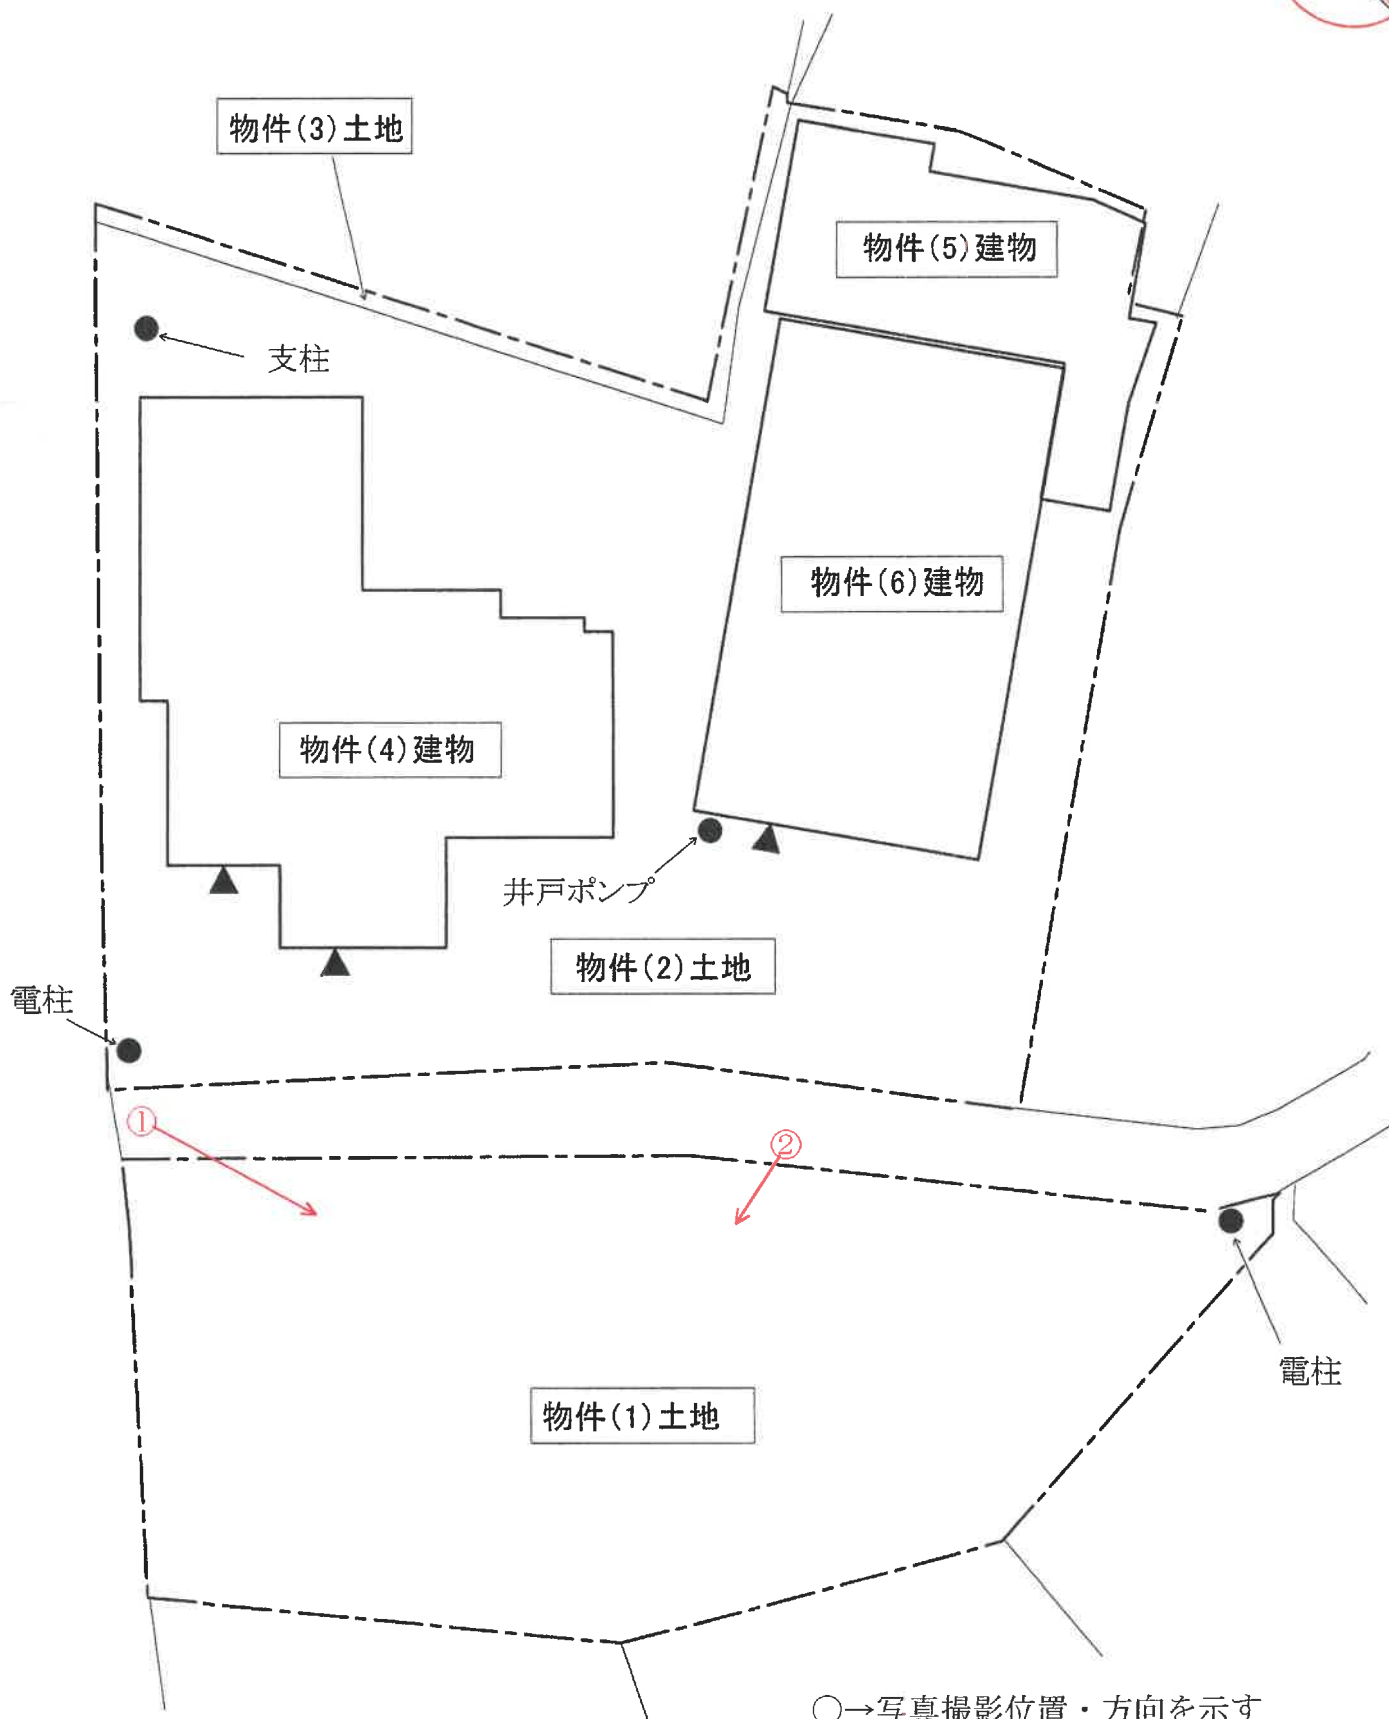 物件(3)土地
物件(5)建物
支柱
物件(6)建物
物件(4)建物
井戸ポンプ
物件(2)土地
電柱
①
②
電柱
物件(1)土地
○→写真撮影位置・方向を示す